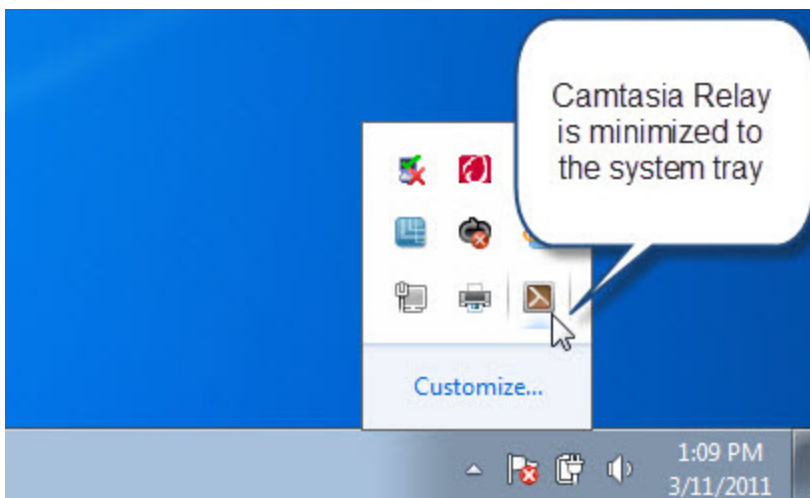 Camtasia Relay
is minimized to
the system tray
Customize...
1:09 PM
3/11/2011